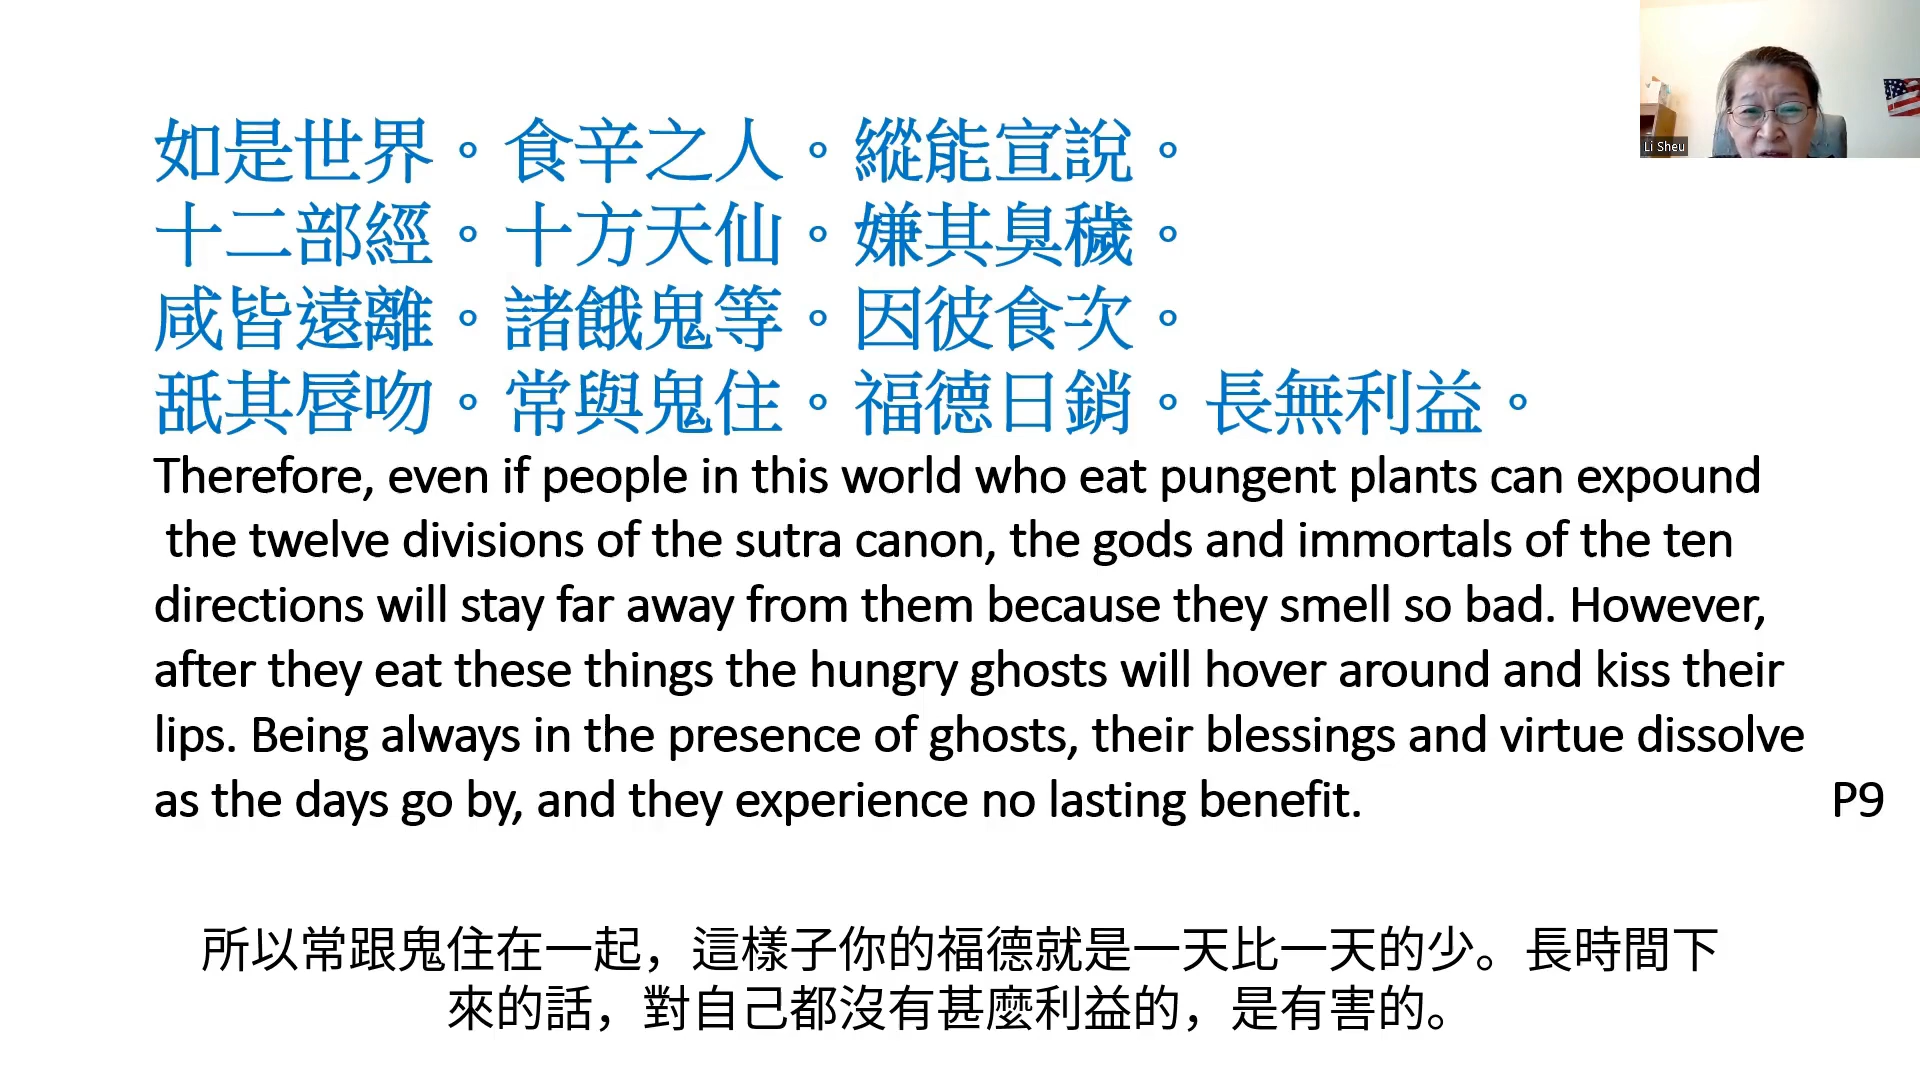 如是世界。食辛之人。縱能宣說。
十二部經。十方天仙。嫌其臭穢。
咸皆遠離。諸餓鬼等。因彼食次。
舐其唇吻。常與鬼住。福德日銷。長無利益。
Therefore, even if people in this world who eat pungent plants can expound
the twelve divisions of the sutra canon, the gods and immortals of the ten
directions will stay far away from them because they smell so bad. However,
after they eat these things the hungry ghosts will hover around and kiss their
lips. Being always in the presence of ghosts, their blessings and virtue dissolve
as the days go by, and they experience no lasting benefit.
P9
所以常跟鬼住在一起，這樣子你的福德就是一天比一天的少。長時間下
來的話，對自己都沒有甚麼利益的，是有害的。
Li Sheu